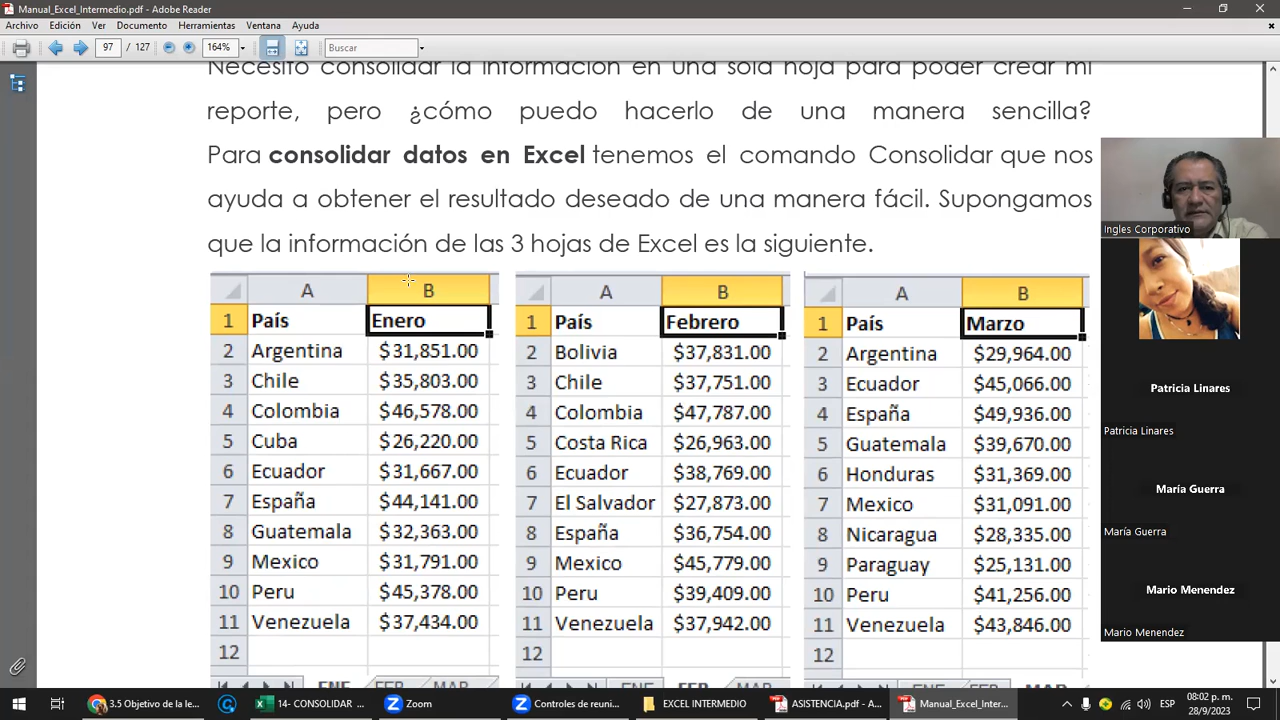 Manual_Excel_Intermedio.pdf - Adobe Reader
Archivo Edición Ver Documento Herramientas Ventana Ayuda
97 / 127 164% Buscar
Necesito consolidar la información en una sola hoja para poder crear mi
reporte, pero ¿cómo puedo hacerlo de una manera sencilla?
Para consolidar datos en Excel tenemos el comando Consolidar que nos
ayuda a obtener el resultado deseado de una manera fácil. Supongamos
que la información de las 3 hojas de Excel es la siguiente.
A B
1 País Enero
2 Argentina $31,851.00
3 Chile $35,803.00
4 Colombia $46,578.00
5 Cuba $26,220.00
6 Ecuador $31,667.00
7 España $44,141.00
8 Guatemala $32,363.00
9 Mexico $31,791.00
10 Peru $45,378.00
11 Venezuela $37,434.00
12
ENE FEB MAR
A B
1 País Febrero
2 Bolivia $37,831.00
3 Chile $37,751.00
4 Colombia $47,787.00
5 Costa Rica $26,963.00
6 Ecuador $38,769.00
7 El Salvador $27,873.00
8 España $36,754.00
9 Mexico $45,779.00
10 Peru $39,409.00
11 Venezuela $37,942.00
12
ENE FEB MAR
A B
1 País Marzo
2 Argentina $29,964.00
3 Ecuador $45,066.00
4 España $49,936.00
5 Guatemala $39,670.00
6 Honduras $31,369.00
7 Mexico $31,091.00
8 Nicaragua $28,335.00
9 Paraguay $25,131.00
10 Peru $41,256.00
11 Venezuela $43,846.00
12
ENE FEB MAR
Ingles Corporativo
Patricia Linares
Patricia Linares
María Guerra
María Guerra
Mario Menendez
Mario Menendez
3.5 Objetivo de la le...
14- CONSOLIDAR ...
Zoom
Controles de reuni...
EXCEL INTERMEDIO
ASISTENCIA.pdf - A...
Manual_Excel_Inter...
ESP
08:02 p. m.
28/9/2023